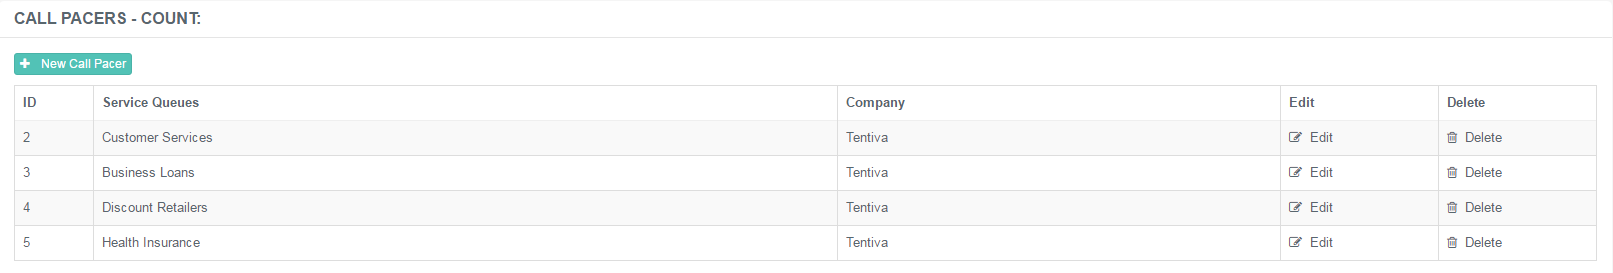 CALL PACERS - COUNT:
New Call Pacer
ID Service Queues Company Edit Delete
2 Customer Services Tentiva Edit Delete
3 Business Loans Tentiva Edit Delete
4 Discount Retailers Tentiva Edit Delete
5 Health Insurance Tentiva Edit Delete